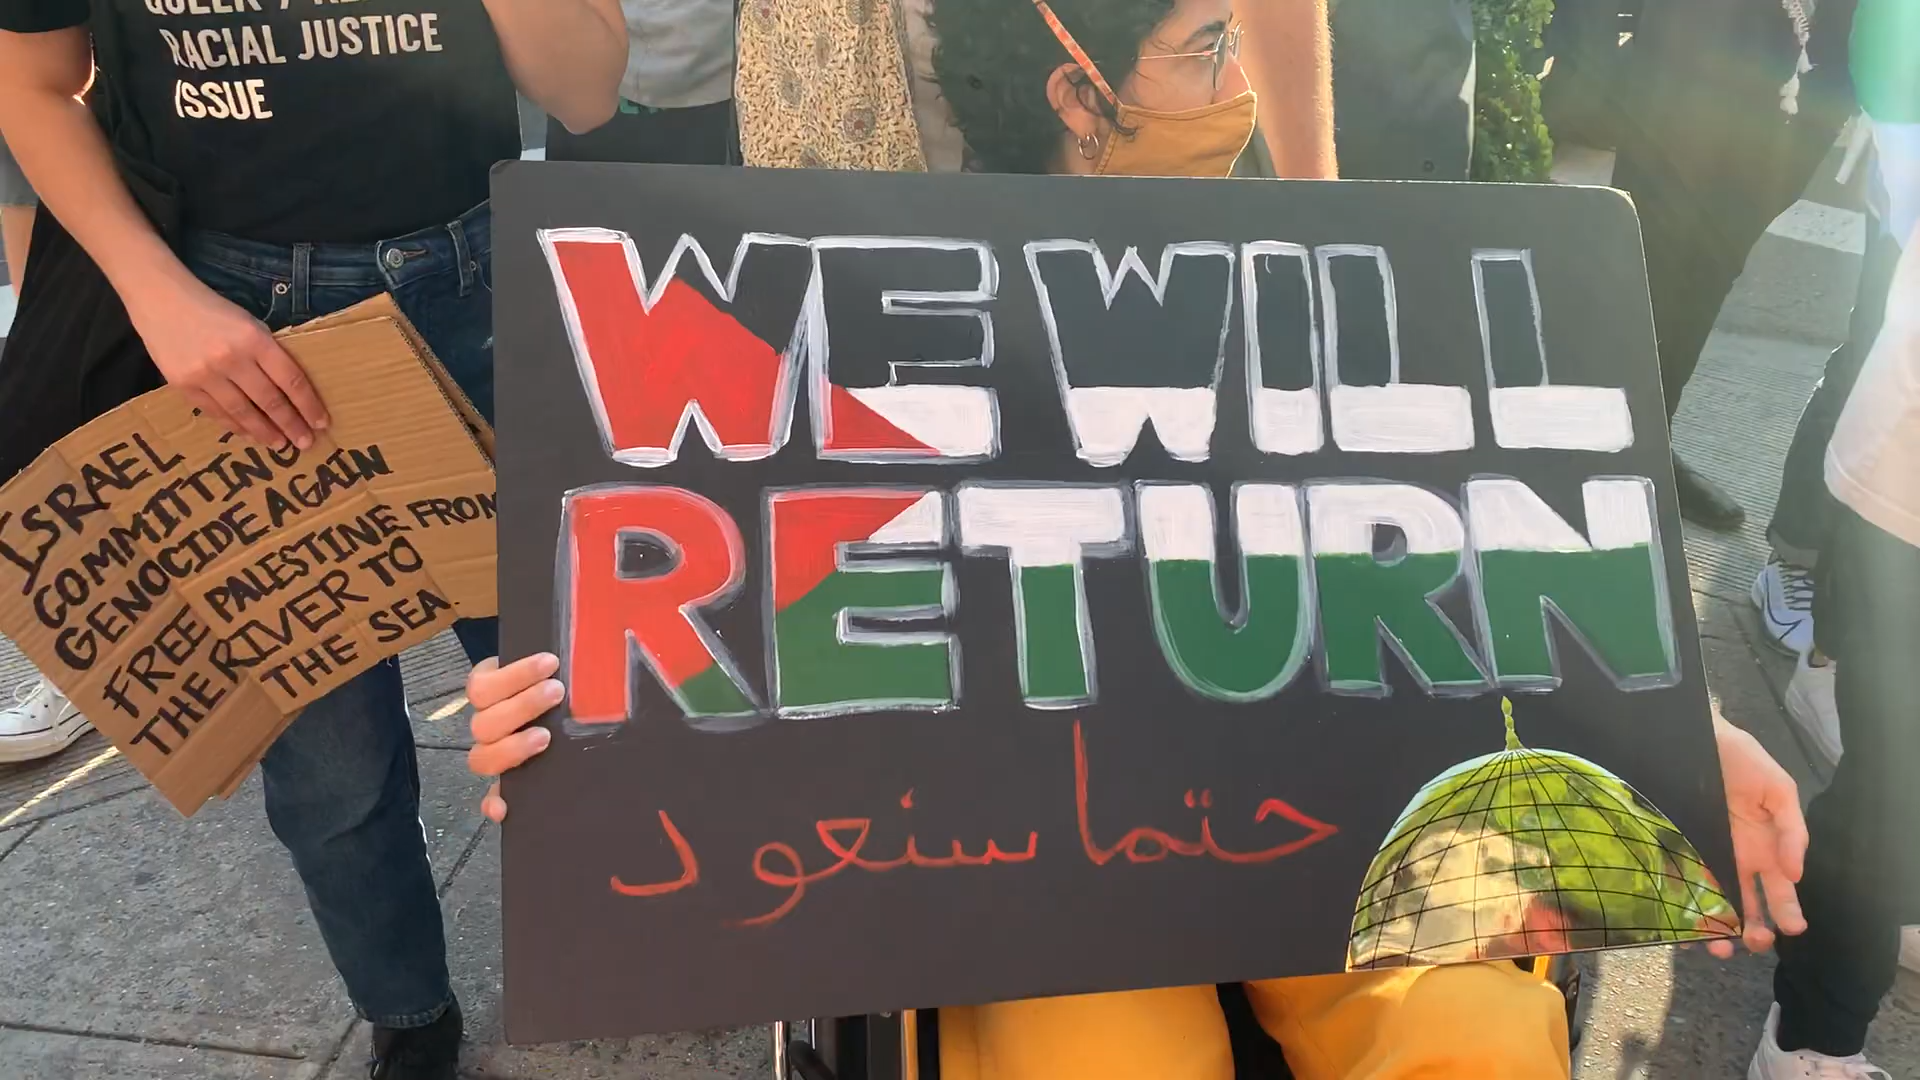 RACIAL JUSTICE
ISSUE
ISRAEL
COMMITTING
GENOCIDE AGAIN
FREE PALESTINE FROM
THE RIVER TO
THE SEA
WE WILL
RETURN
حتما سنعود